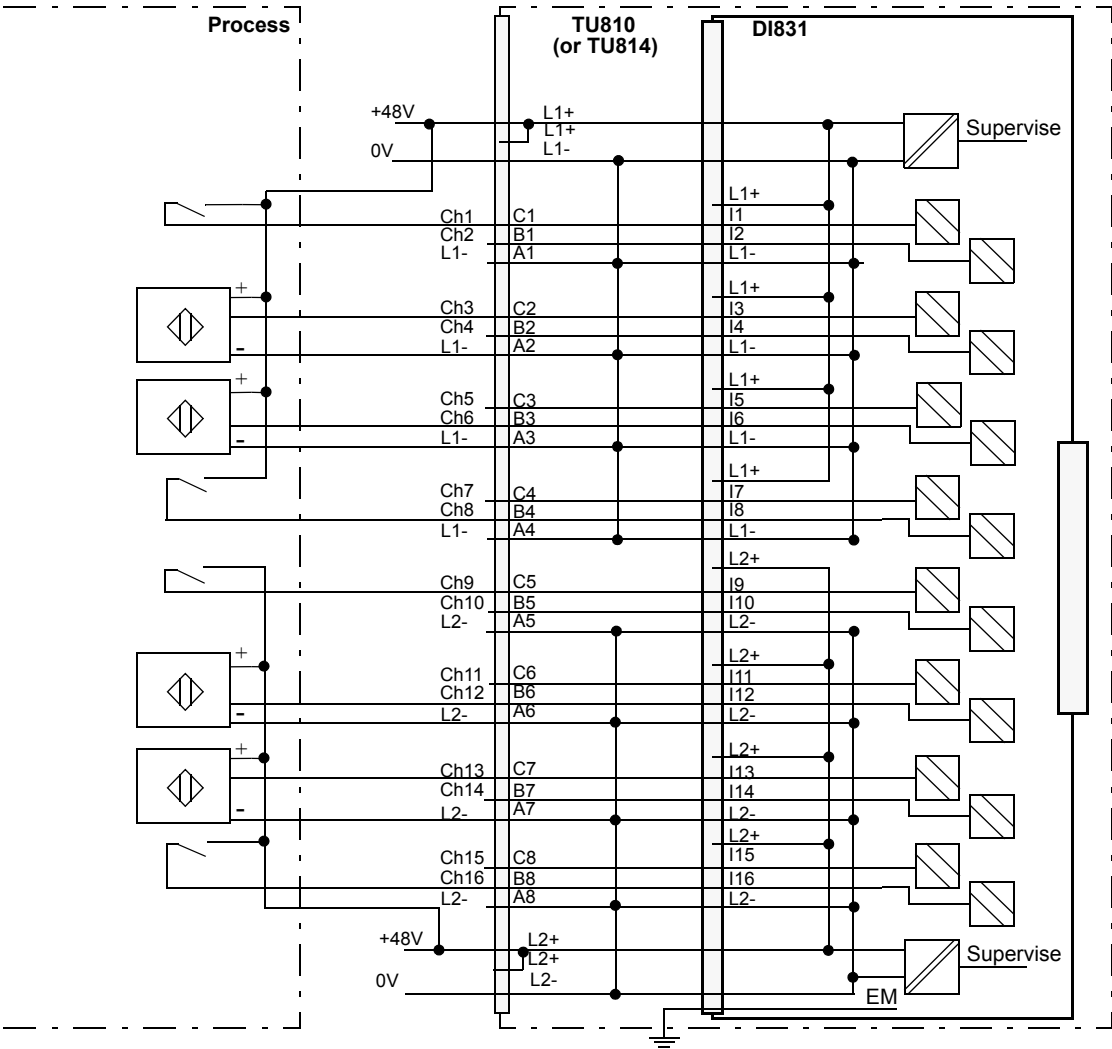 Process
TU810
(or TU814)
DI831
+48V
L1+
L1+
0V
L1-
Supervise
L1+
Ch1 C1 I1
Ch2 B1 I2
L1- A1 L1-
+
L1+
Ch3 C2 I3
Ch4 B2 I4
- L1- A2 L1-
+
L1+
Ch5 C3 I5
Ch6 B3 I6
- L1- A3 L1-
L1+
Ch7 C4 I7
Ch8 B4 I8
L1- A4 L1-
L2+
Ch9 C5 I9
Ch10 B5 I10
L2- A5 L2-
+
L2+
Ch11 C6 I11
Ch12 B6 I12
- L2- A6 L2-
+
L2+
Ch13 C7 I13
Ch14 B7 I14
- L2- A7 L2-
L2+
Ch15 C8 I15
Ch16 B8 I16
L2- A8 L2-
+48V L2+
L2+
Supervise
0V L2-
EM